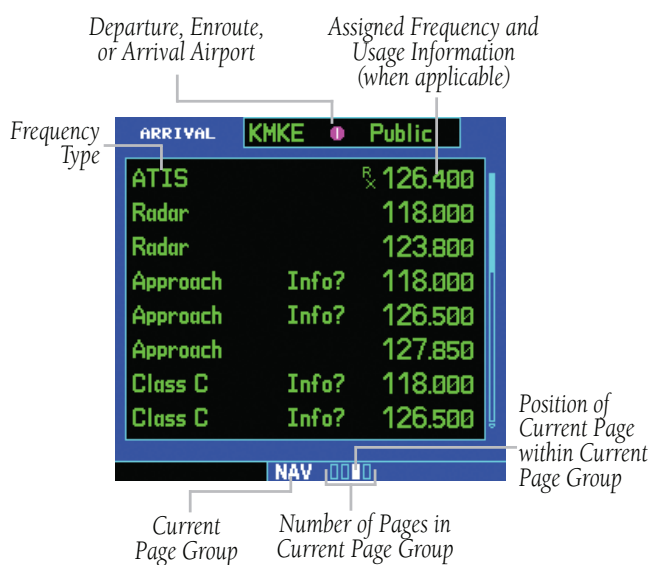 Departure, Enroute,
or Arrival Airport
Assigned Frequency and
Usage Information
(when applicable)
Frequency
Type
ARRIVAL KMKE Public
ATIS Rx 126.400
Radar 118.000
Radar 123.800
Approach Info? 118.000
Approach Info? 126.500
Approach 127.850
Class C Info? 118.000
Class C Info? 126.500
Position of
Current Page
within Current
Page Group
NAV
Current
Page Group
Number of Pages in
Current Page Group